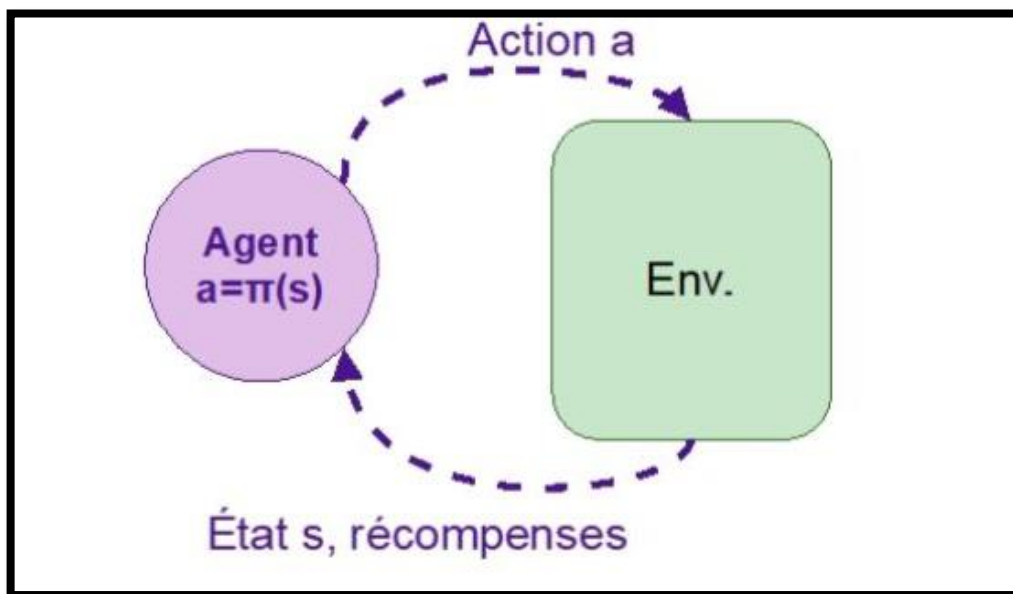 Action a
Agent
a=π(s)
Env.
État s, récompenses